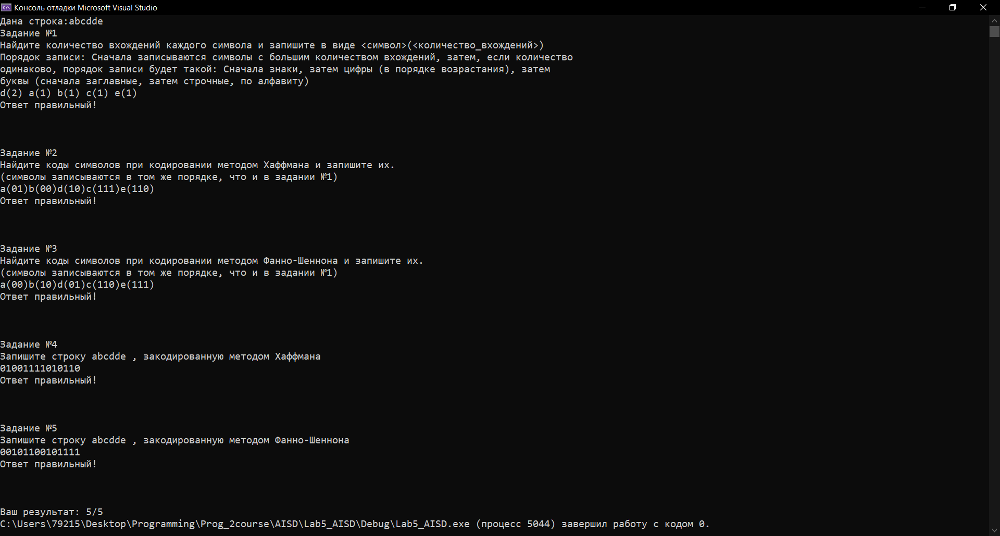 Консоль отладки Microsoft Visual Studio
Дана строка:abcdde
Задание №1
Найдите количество вхождений каждого символа и запишите в виде <символ>(<количество_вхождений>)
Порядок записи: Сначала записываются символы с большим количеством вхождений, затем, если количество
одинаково, порядок записи будет такой: Сначала знаки, затем цифры (в порядке возрастания), затем
буквы (сначала заглавные, затем строчные, по алфавиту)
d(2) a(1) b(1) c(1) e(1)
Ответ правильный!
Задание №2
Найдите коды символов при кодировании методом Хаффмана и запишите их.
(символы записываются в том же порядке, что и в задании №1)
a(01)b(00)d(10)c(111)e(110)
Ответ правильный!
Задание №3
Найдите коды символов при кодировании методом Фанно-Шеннона и запишите их.
(символы записываются в том же порядке, что и в задании №1)
a(00)b(10)d(01)c(110)e(111)
Ответ правильный!
Задание №4
Запишите строку abcdde , закодированную методом Хаффмана
01001111010110
Ответ правильный!
Задание №5
Запишите строку abcdde , закодированную методом Фанно-Шеннона
00101100101111
Ответ правильный!
Ваш результат: 5/5
C:\Users\79215\Desktop\Programming\Prog_2course\AISD\Lab5_AISD\Debug\Lab5_AISD.exe (процесс 5044) завершил работу с кодом 0.